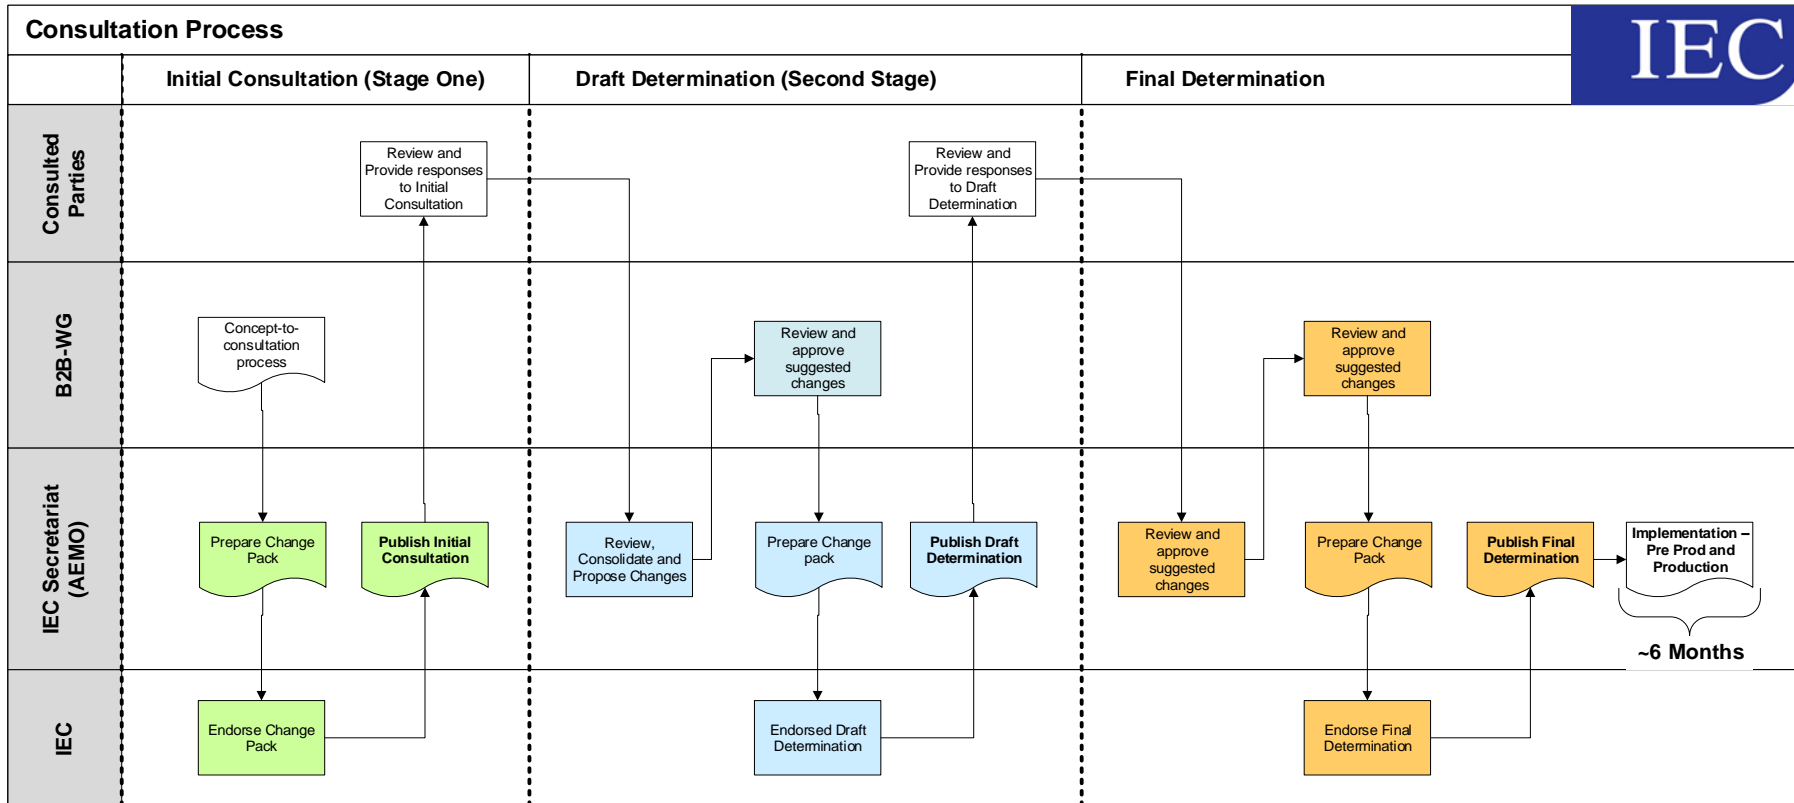 Consultation Process
IEC
Initial Consultation (Stage One)
Draft Determination (Second Stage)
Final Determination
Consulted
Parties
Review and
Provide responses
to Initial
Consultation
Review and
Provide responses
to Draft
Determination
B2B-WG
Concept-to-
consultation
process
Review and
approve
suggested
changes
Review and
approve
suggested
changes
IEC Secretariat
(AEMO)
Prepare Change
Pack
Publish Initial
Consultation
Review,
Consolidate and
Propose Changes
Prepare Change
pack
Publish Draft
Determination
Review and
approve
suggested
changes
Prepare Change
Pack
Publish Final
Determination
Implementation –
Pre Prod and
Production
~6 Months
IEC
Endorse Change
Pack
Endorsed Draft
Determination
Endorse Final
Determination